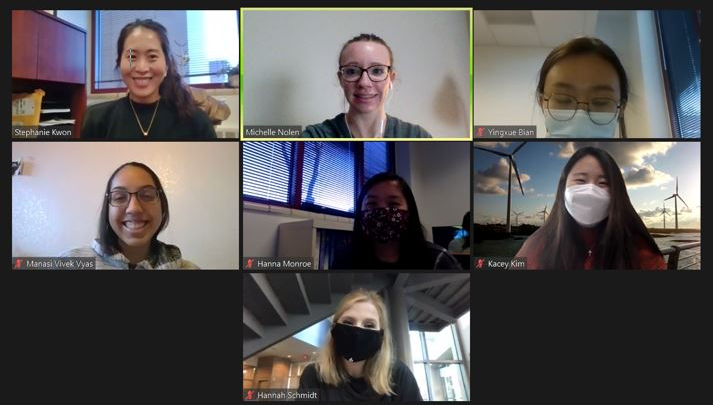 Stephanie Kwon
Michelle Nolen
Yingxue Bian
Manasi Vivek Vyas
Hanna Monroe
Kacey Kim
Hannah Schmidt